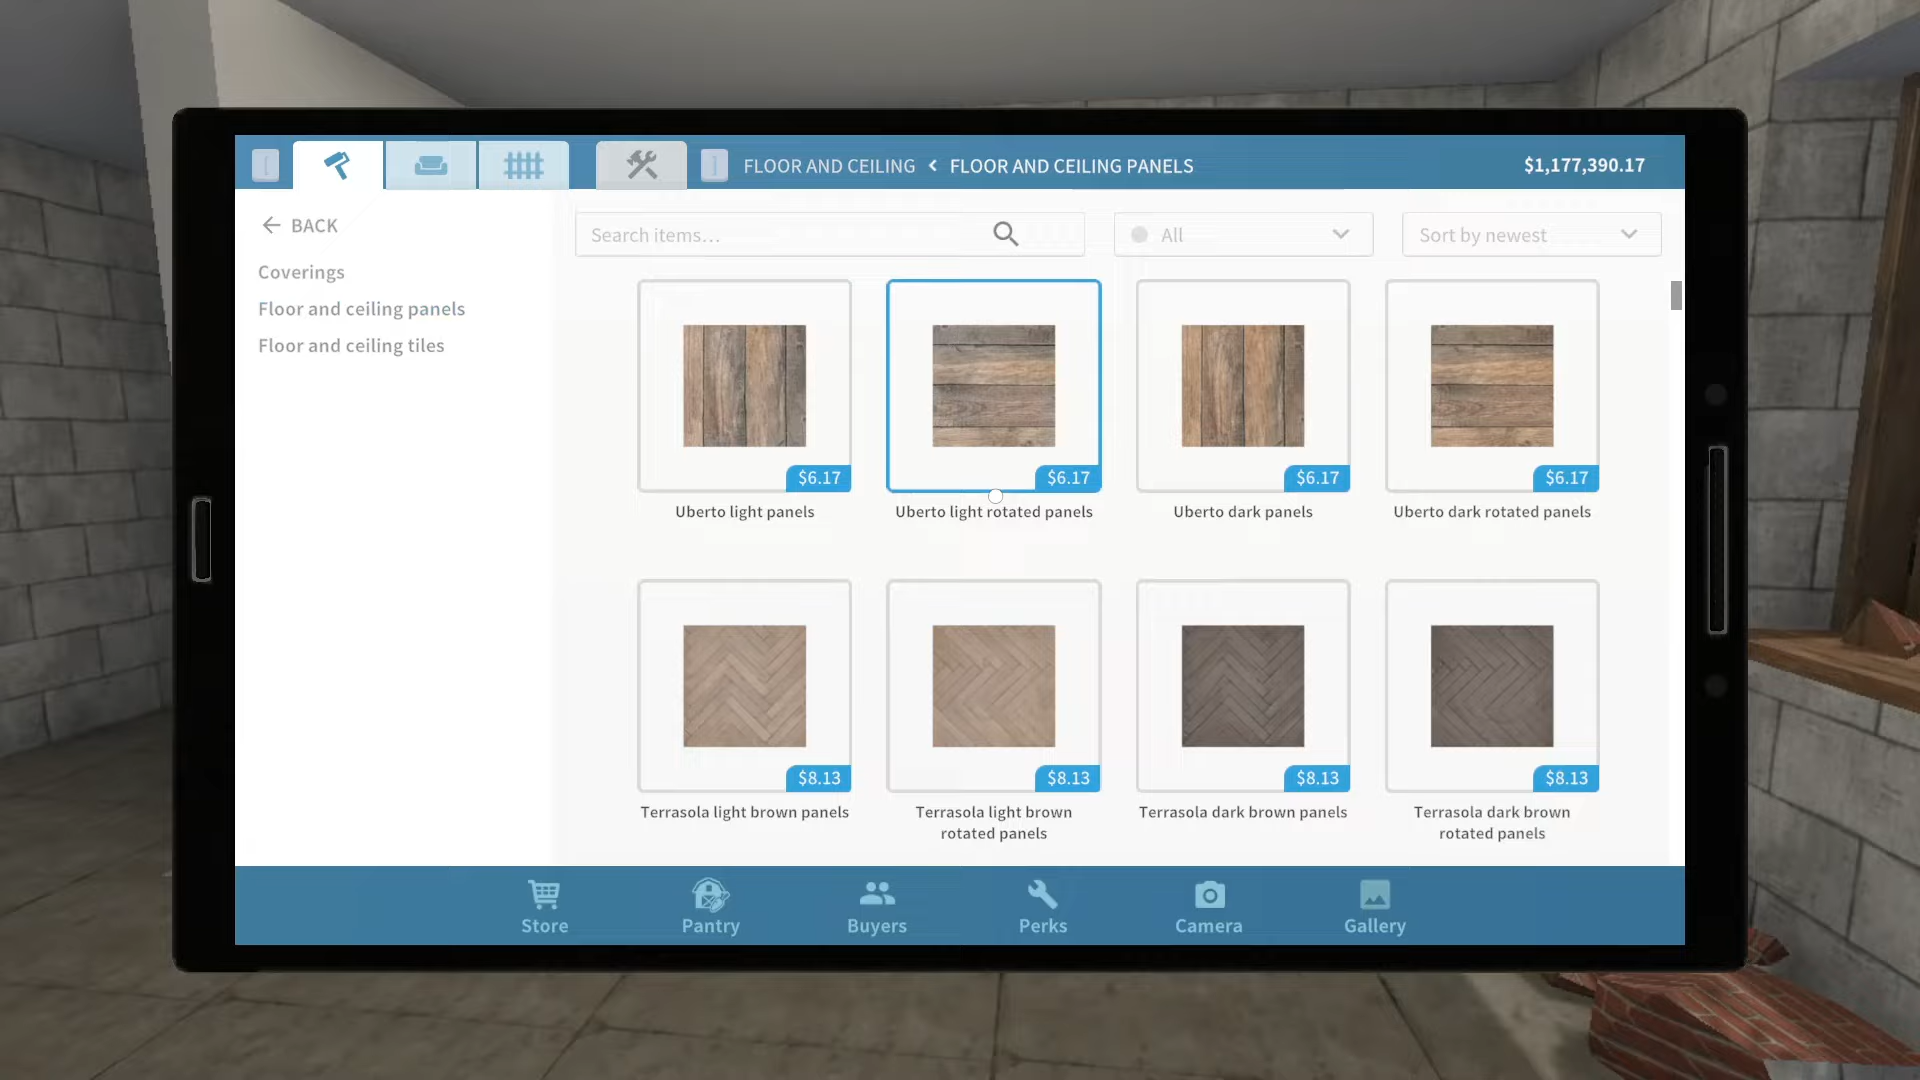 FLOOR AND CEILING < FLOOR AND CEILING PANELS
$1,177,390.17
BACK
Coverings
Floor and ceiling panels
Floor and ceiling tiles
Search items...
All
Sort by newest
$6.17
$6.17
$6.17
$6.17
Uberto light panels
Uberto light rotated panels
Uberto dark panels
Uberto dark rotated panels
$8.13
$8.13
$8.13
$8.13
Terrasola light brown panels
Terrasola light brown
rotated panels
Terrasola dark brown panels
Terrasola dark brown
rotated panels
Store
Pantry
Buyers
Perks
Camera
Gallery